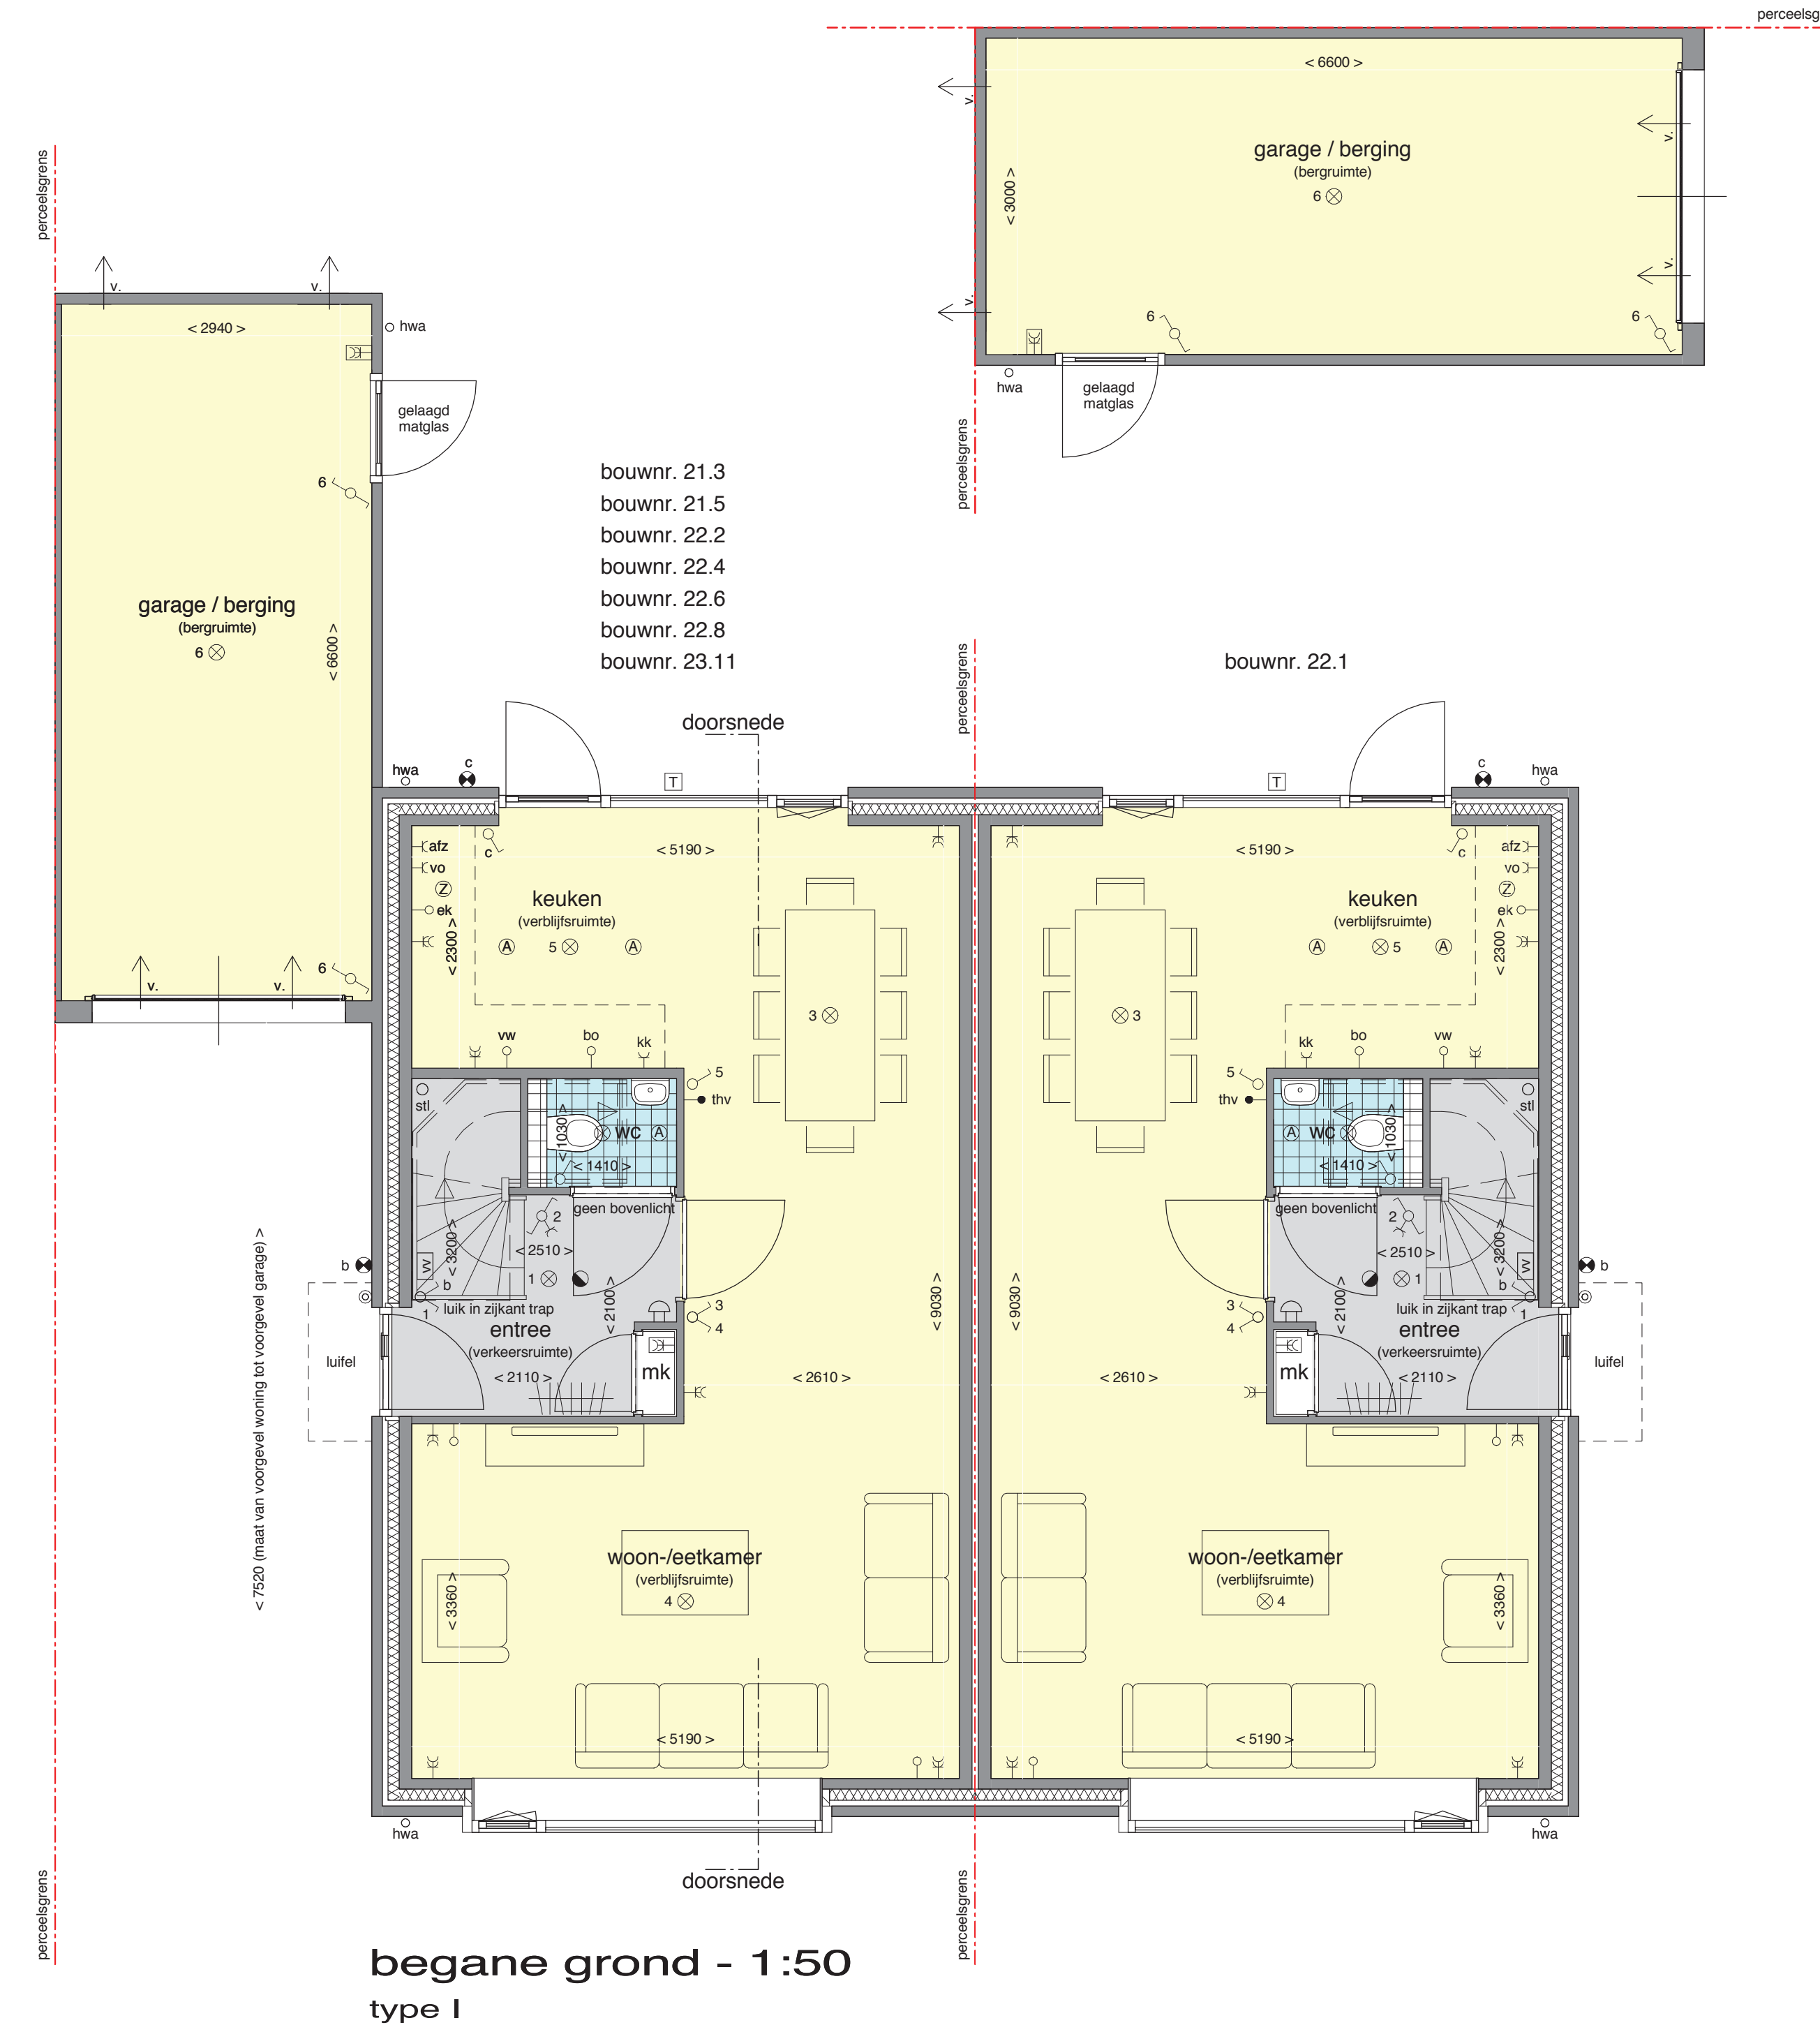 perceelsg
< 6600 >
v.
v.
garage / berging
(bergruimte)
6
< 3000 >
v.
v.
6
6
hwa
gelaagd
matglas
perceelsgrens
perceelsgrens
v.
v.
< 2940 >
hwa
gelaagd
matglas
6
garage / berging
(bergruimte)
6
< 6600 >
6
v.
v.
bouwnr. 21.3
bouwnr. 21.5
bouwnr. 22.2
bouwnr. 22.4
bouwnr. 22.6
bouwnr. 22.8
bouwnr. 23.11
perceelsgrens
bouwnr. 22.1
doorsnede
hwa
c
T
T
c
hwa
afz
vo
Z
ek
< 2300 >
c
< 5190 >
keuken
(verblijfsruimte)
A
5
A
3
vw
bo
kk
5
thv
stl
< 1030 >
WC
A
< 1410 >
geen bovenlicht
2
< 2510 >
< 3200 >
vv
1
b
b
1
luik in zijkant trap
< 2100 >
entree
(verkeersruimte)
< 2110 >
mk
3
4
luifel
< 2610 >
< 9030 >
< 7520 (maat van voorgevel woning tot voorgevel garage) >
woon-/eetkamer
(verblijfsruimte)
4
< 3360 >
< 5190 >
hwa
< 5190 >
c
afz
vo
Z
ek
< 2300 >
keuken
(verblijfsruimte)
A
5
A
3
kk
bo
vw
5
thv
stl
A
WC
< 1030 >
< 1410 >
geen bovenlicht
2
< 2510 >
< 3200 >
vv
1
b
b
1
luik in zijkant trap
< 2100 >
entree
(verkeersruimte)
< 2110 >
mk
3
4
luifel
< 2610 >
< 9030 >
woon-/eetkamer
(verblijfsruimte)
4
< 3360 >
< 5190 >
hwa
doorsnede
perceelsgrens
perceelsgrens
begane grond - 1:50
type I